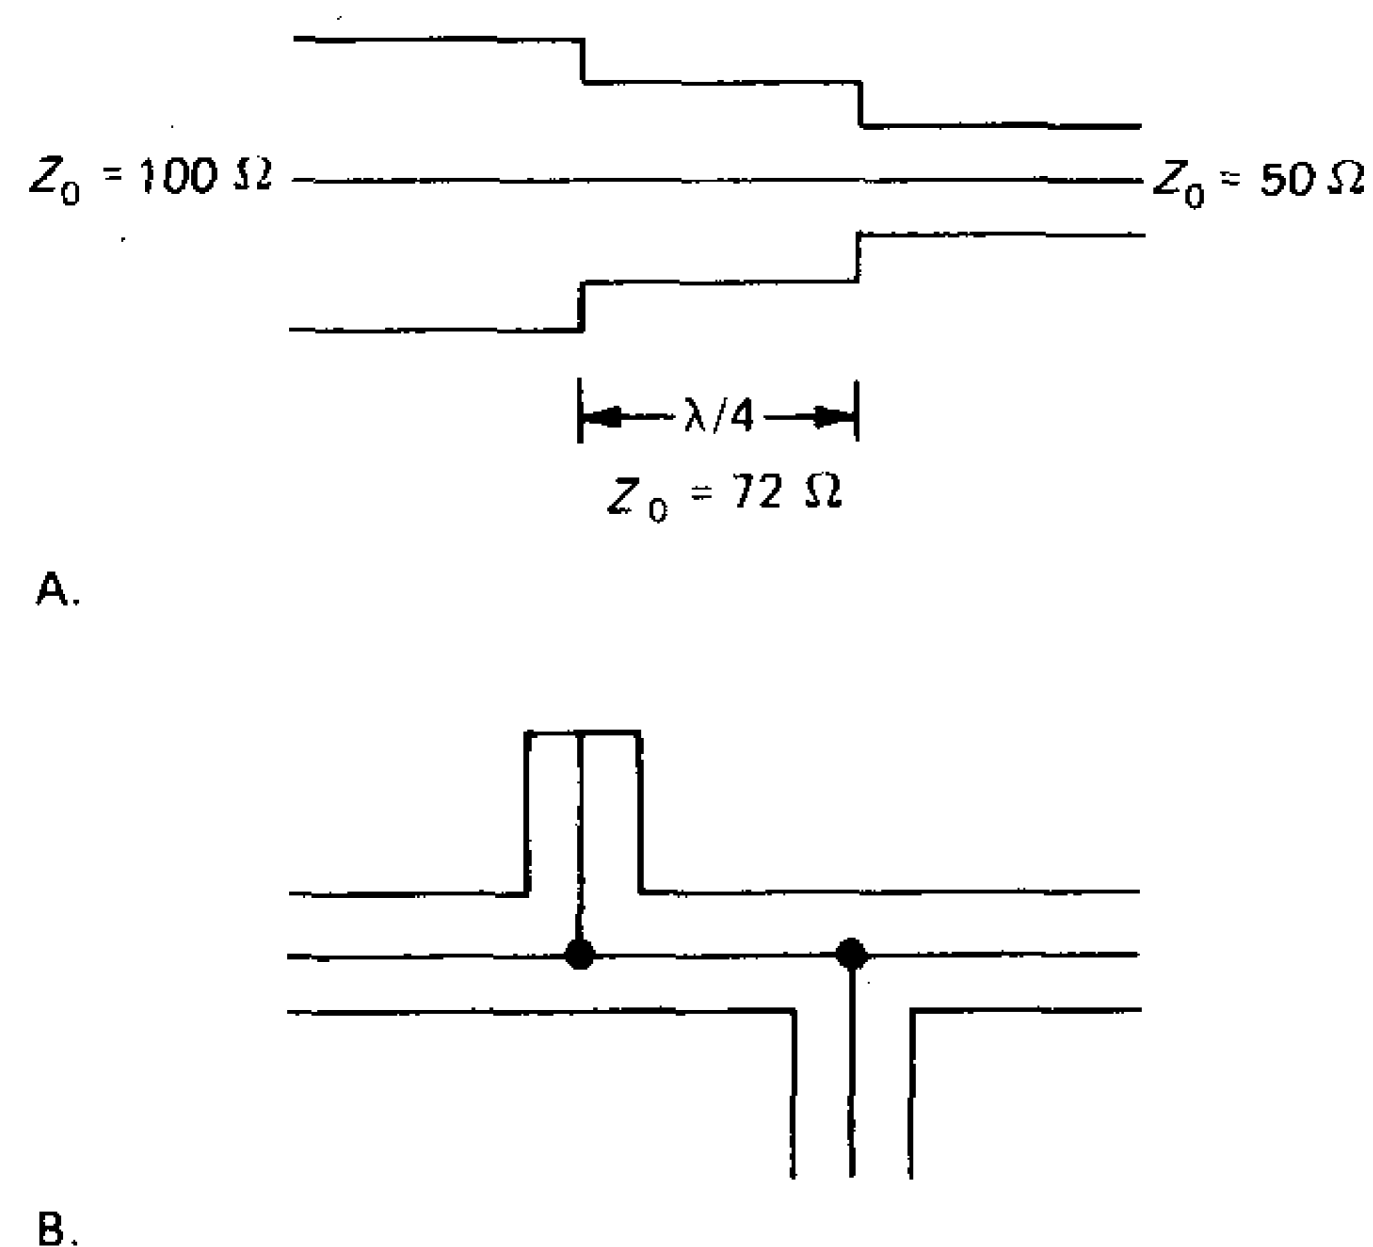 Z₀ = 100 Ω
Z₀ = 50 Ω
λ/4
Z₀ = 72 Ω
A.
B.